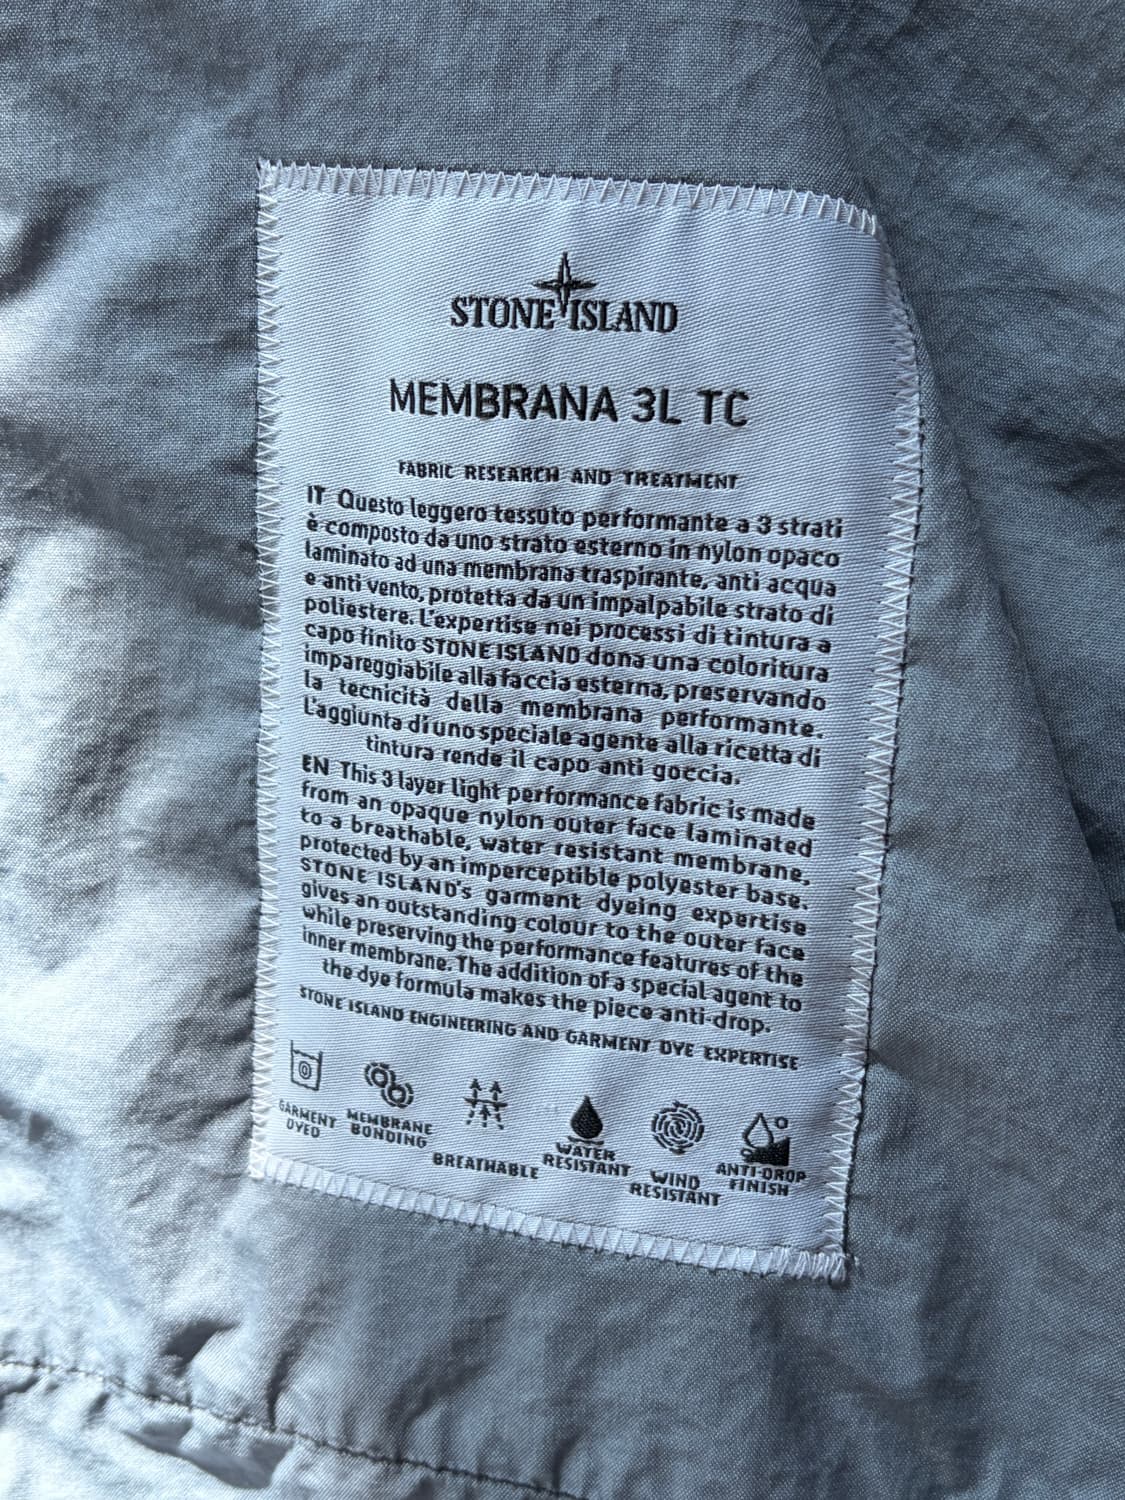 STONE ISLAND
MEMBRANA 3L TC
FABRIC RESEARCH AND TREATMENT
IT Questo leggero tessuto performante a 3 strati
è composto da uno strato esterno in nylon opaco
laminato ad una membrana traspirante, anti acqua
e anti vento, protetta da un impalpabile strato di
poliestere. L'expertise nei processi di tintura a
capo finito STONE ISLAND dona una coloritura
impareggiabile alla faccia esterna, preservando
la tecnicità della membrana performante.
L'aggiunta di uno speciale agente alla ricetta di
tintura rende il capo anti goccia.
EN This 3 layer light performance fabric is made
from an opaque nylon outer face laminated
to a breathable, water resistant membrane,
protected by an imperceptible polyester base.
STONE ISLAND's garment dyeing expertise
gives an outstanding colour to the outer face
while preserving the performance features of the
inner membrane. The addition of a special agent to
the dye formula makes the piece anti-drop.
STONE ISLAND ENGINEERING AND GARMENT DYE EXPERTISE
GARMENT
DYED
MEMBRANE
BONDING
BREATHABLE
WATER
RESISTANT
WIND
RESISTANT
ANTI-DROP
FINISH